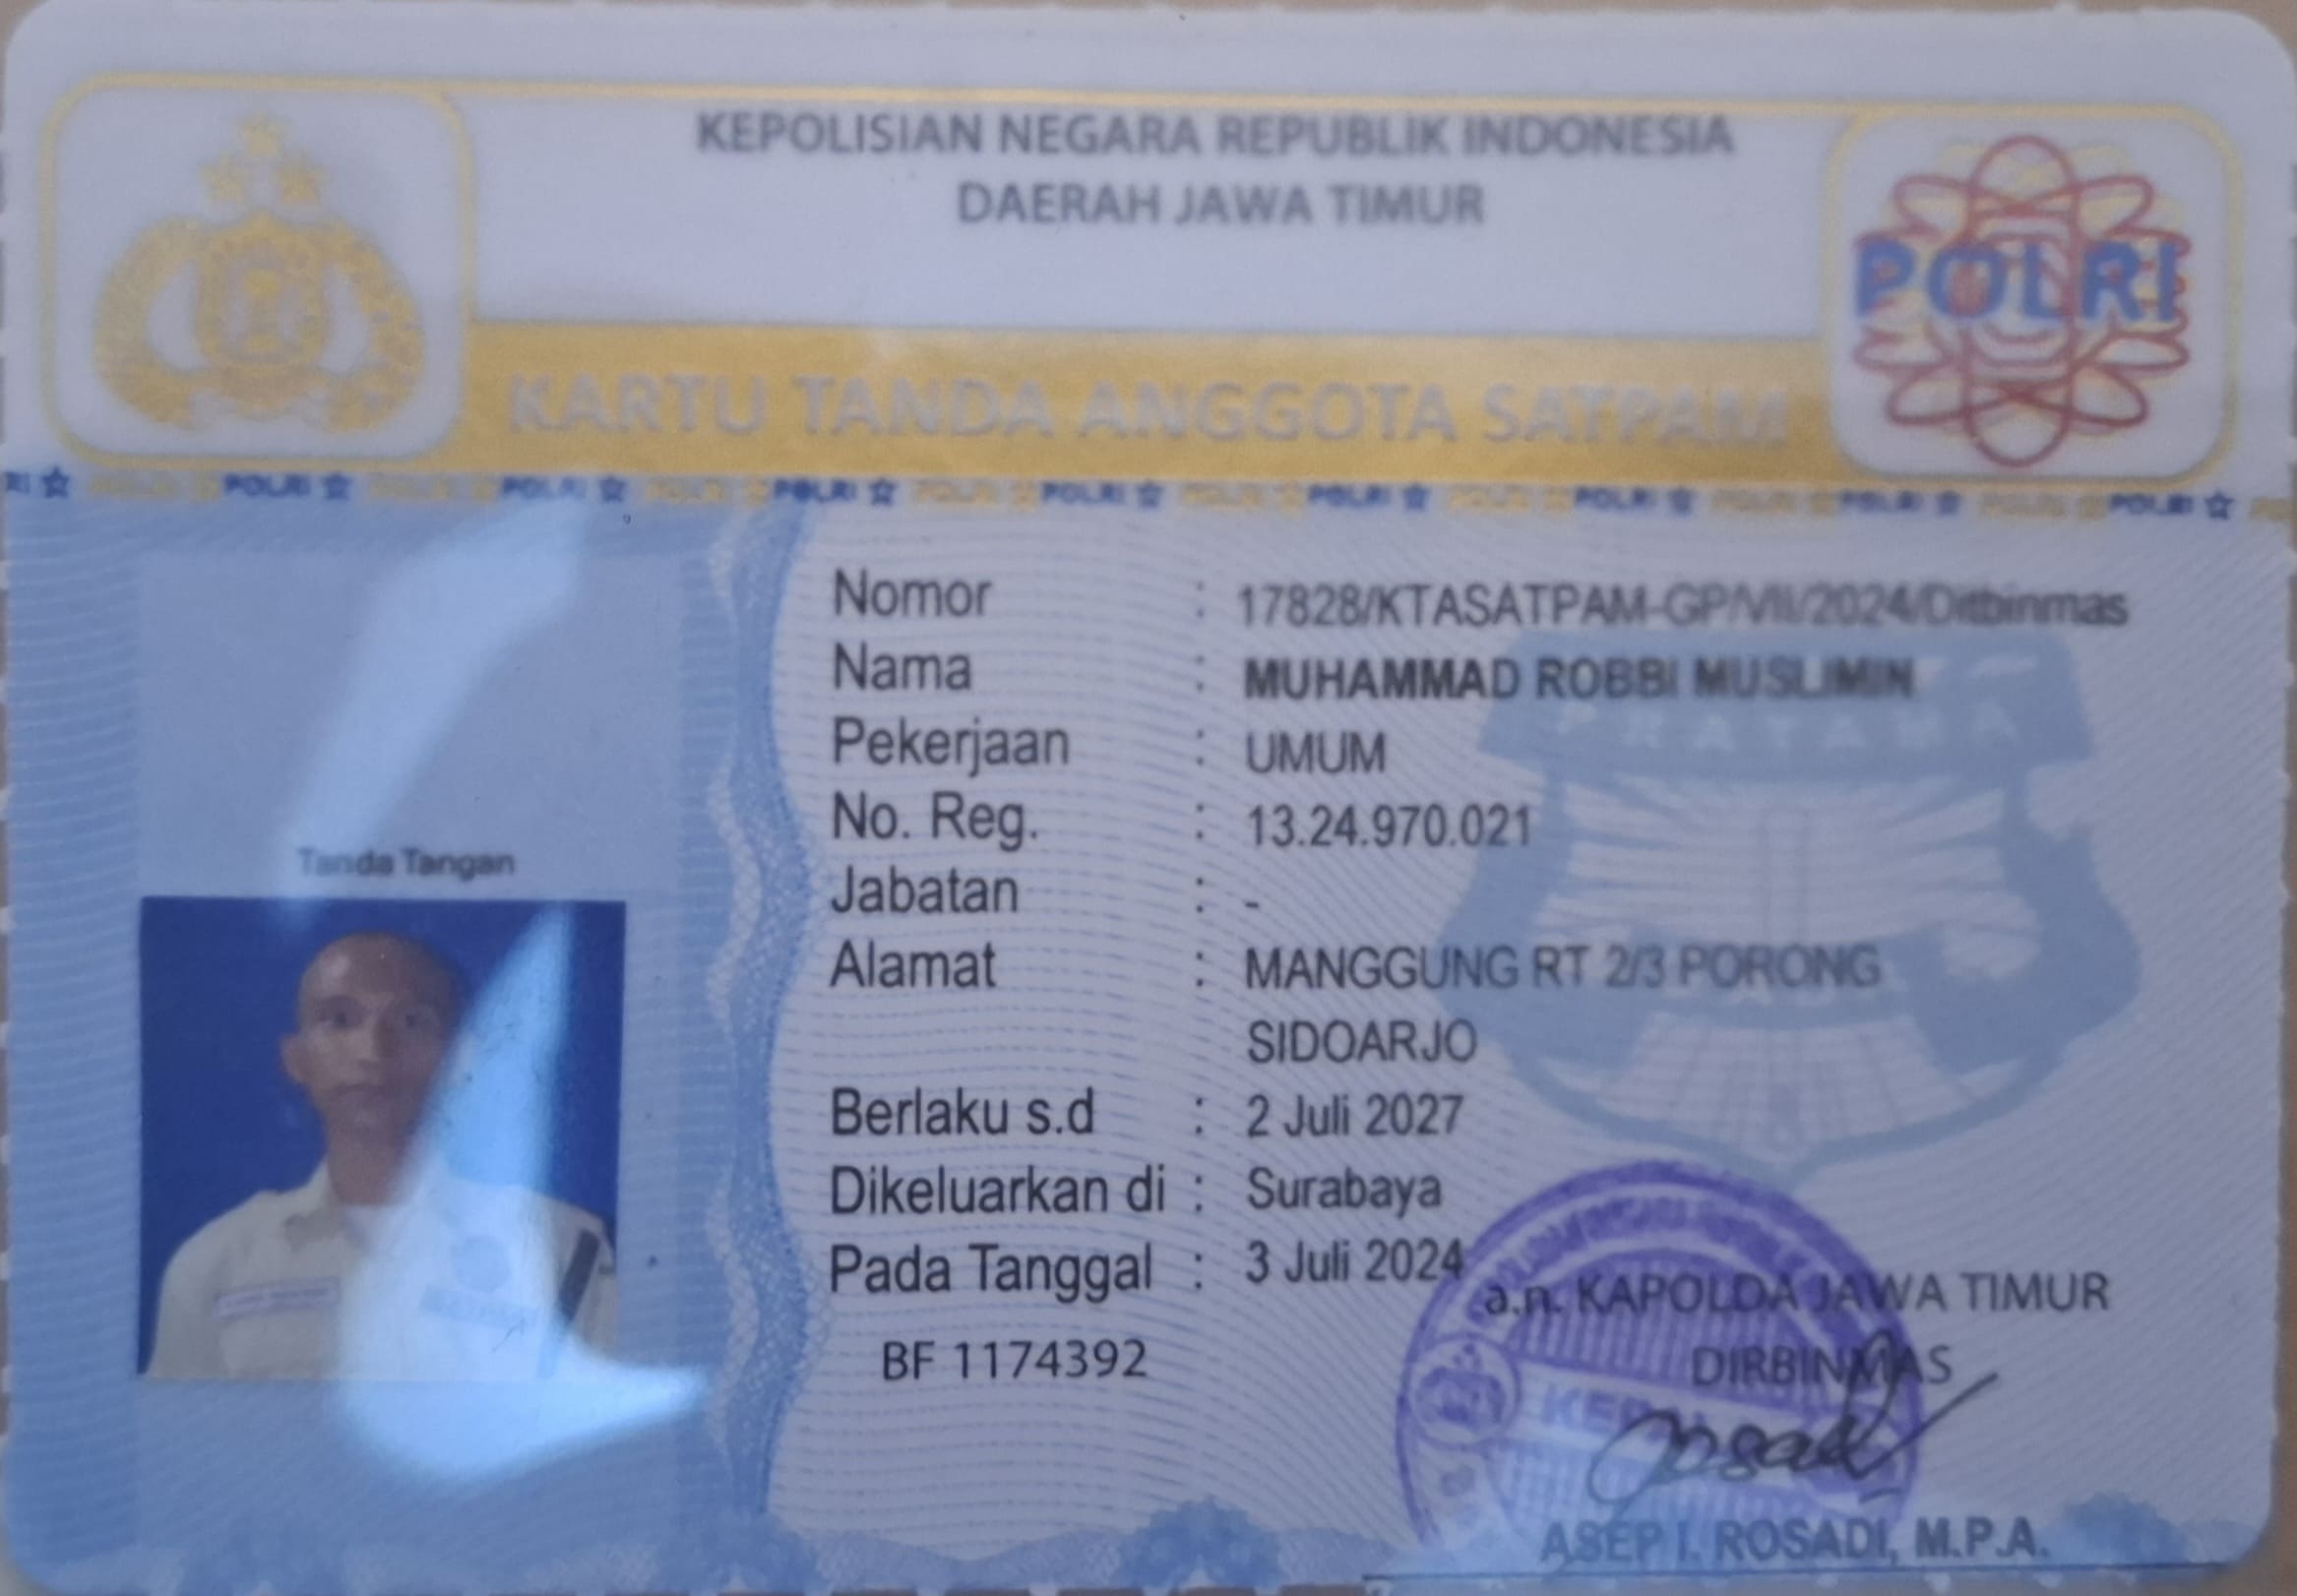 KEPOLISIAN NEGARA REPUBLIK INDONESIA
DAERAH JAWA TIMUR
POLRI
KARTU TANDA ANGGOTA SATPAM
RI POLRI POLRI POLRI POLRI POLRI POLRI POLRI POLRI
Nomor : 17828/KTASATPAM-GP/VII/2024/Ditbinmas
Nama : MUHAMMAD ROBBI MUSLIMIN
PRATAMA
Pekerjaan : UMUM
No. Reg. : 13.24.970.021
Tanda Tangan
Jabatan : -
Alamat : MANGGUNG RT 2/3 PORONG
SIDOARJO
Berlaku s.d : 2 Juli 2027
Dikeluarkan di : Surabaya
Pada Tanggal : 3 Juli 2024
a.n. KAPOLDA JAWA TIMUR
BF 1174392
DIRBINMAS
ASEP I. ROSADI, M.P.A.